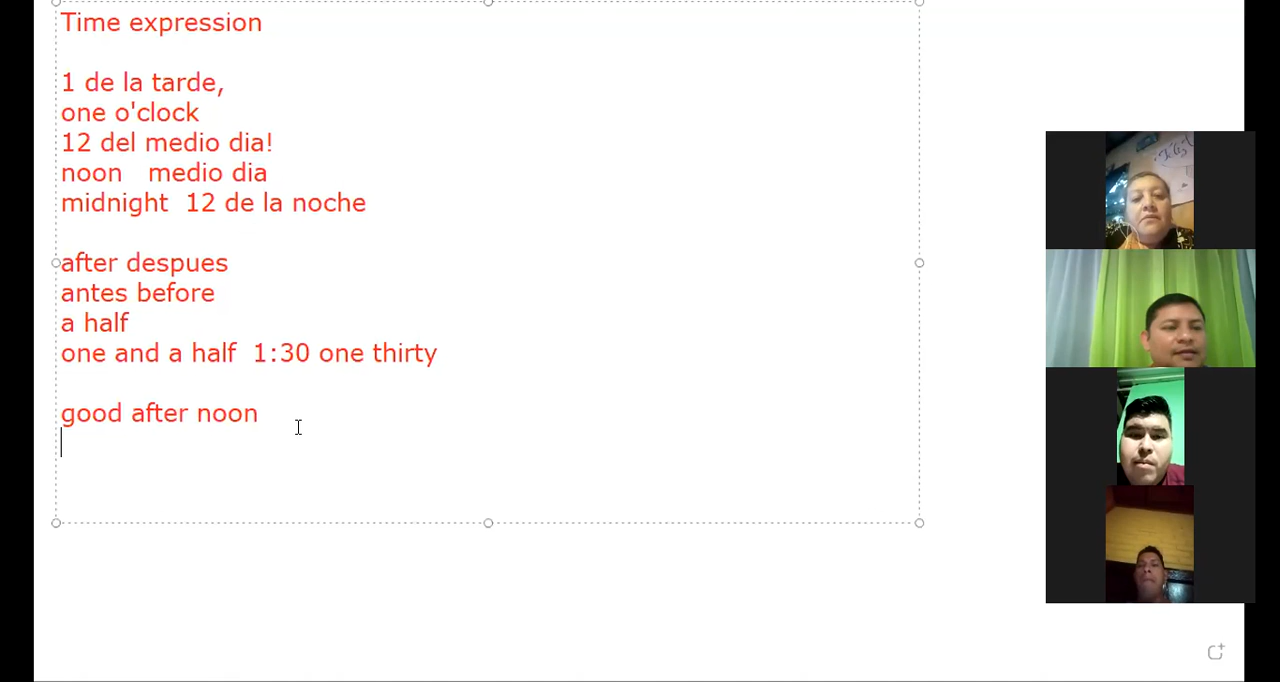 Time expression
1 de la tarde,
one o'clock
12 del medio dia!
noon   medio dia
midnight  12 de la noche
after despues
antes before
a half
one and a half  1:30 one thirty
good after noon